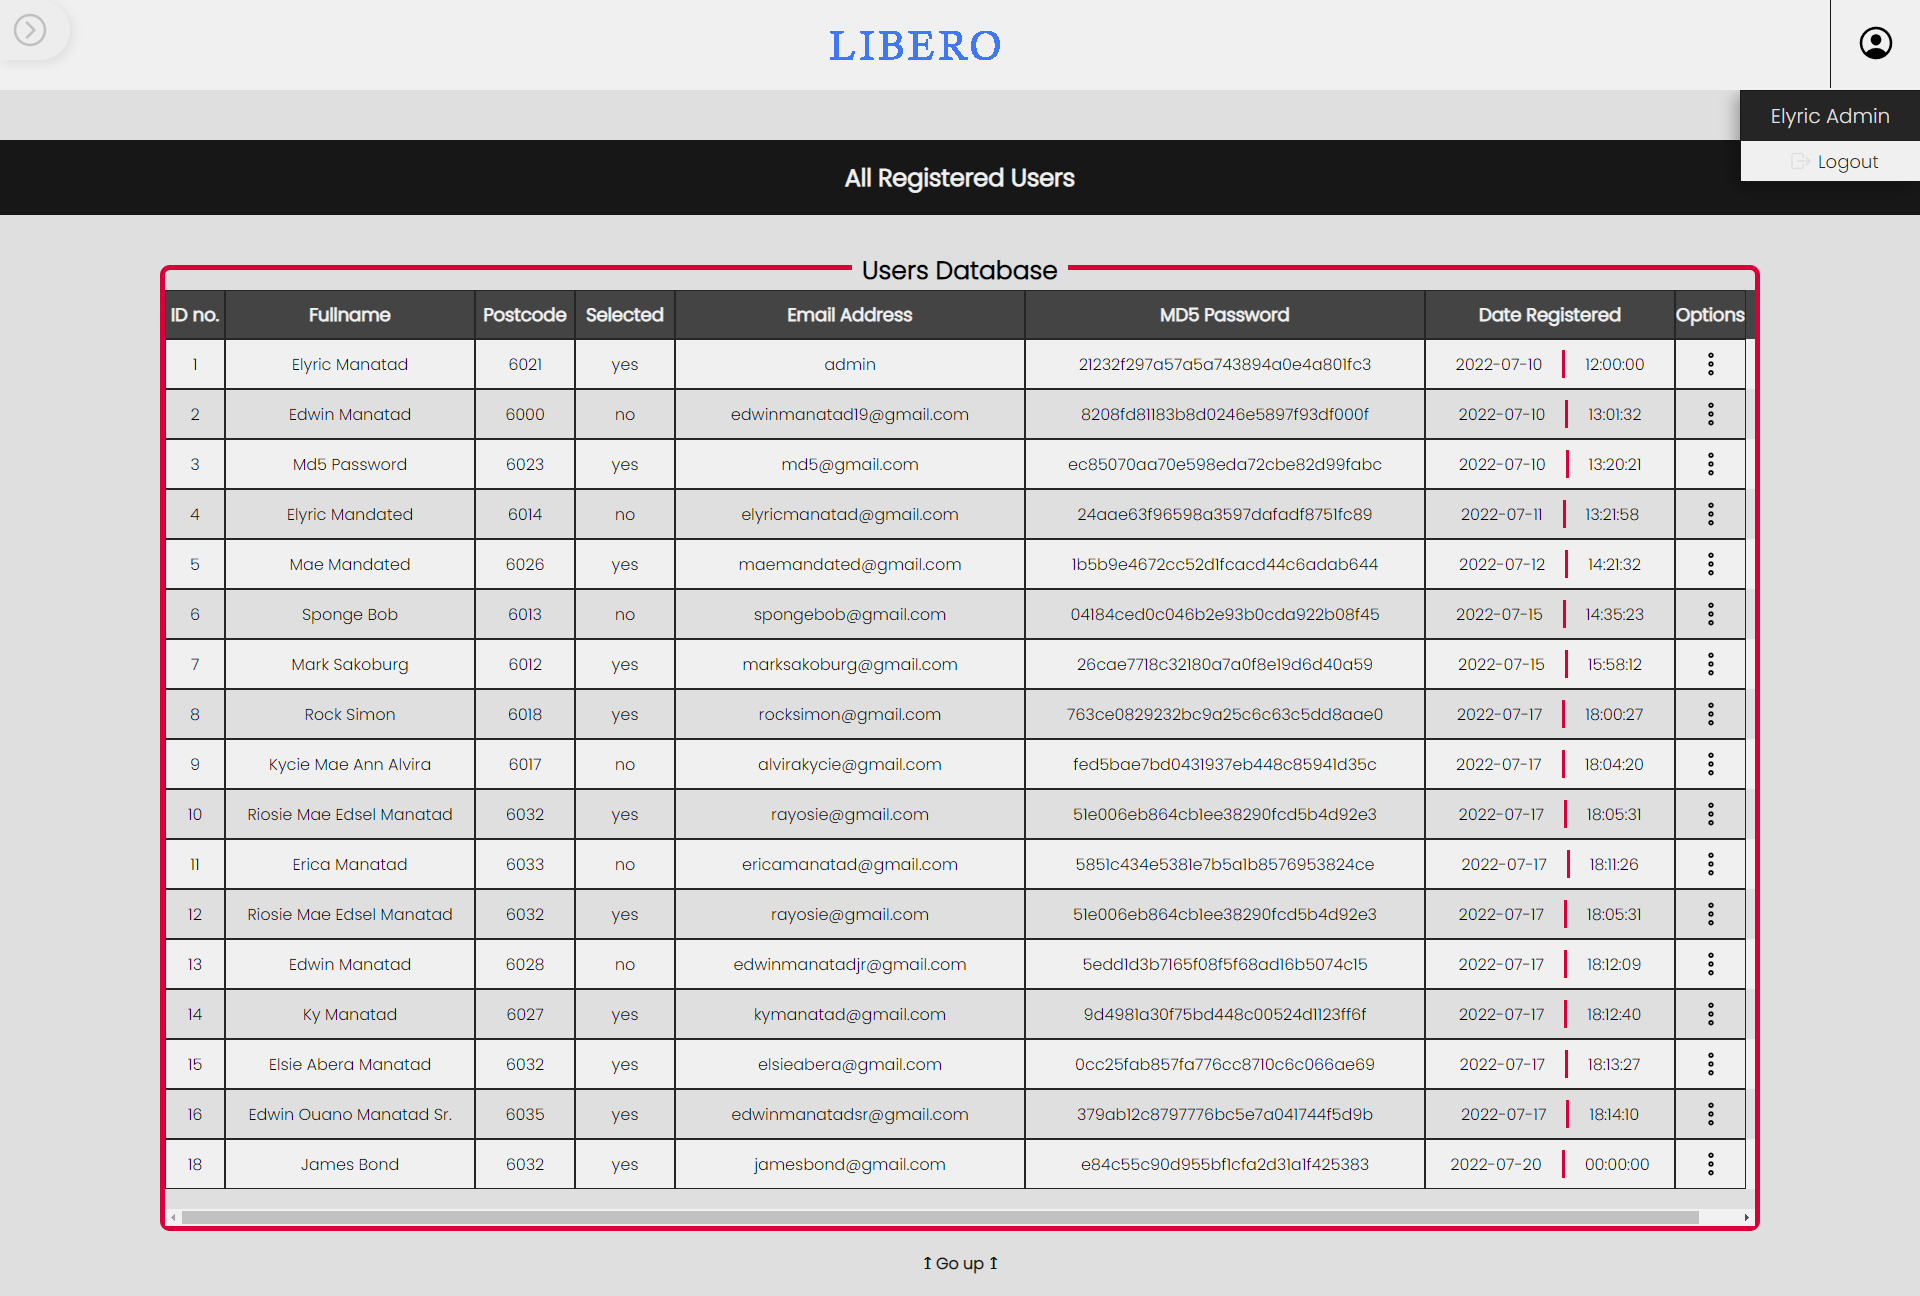 LIBERO
Elyric Admin
Logout
All Registered Users
Users Database
ID no. Fullname Postcode Selected Email Address MD5 Password Date Registered Options
1 Elyric Manatad 6021 yes admin 21232f297a57a5a743894a0e4a801fc3 2022-07-10 12:00:00
2 Edwin Manatad 6000 no edwinmanatad19@gmail.com 8208fd81183b8d0246e5897f93df000f 2022-07-10 13:01:32
3 Md5 Password 6023 yes md5@gmail.com ec85070aa70e598eda72cbe82d99fabc 2022-07-10 13:20:21
4 Elyric Mandated 6014 no elyricmanatad@gmail.com 24aae63f96598a3597dafadf8751fc89 2022-07-11 13:21:58
5 Mae Mandated 6026 yes maemandated@gmail.com 1b5b9e4672cc52d1fcacd44c6adab644 2022-07-12 14:21:32
6 Sponge Bob 6013 no spongebob@gmail.com 04184ced0c046b2e93b0cda922b08f45 2022-07-15 14:35:23
7 Mark Sakoburg 6012 yes marksakoburg@gmail.com 26cae7718c32180a7a0f8e19d6d40a59 2022-07-15 15:58:12
8 Rock Simon 6018 yes rocksimon@gmail.com 763ce0829232bc9a25c6c63c5dd8aae0 2022-07-17 18:00:27
9 Kycie Mae Ann Alvira 6017 no alvirakycie@gmail.com fed5bae7bd0431937eb448c85941d35c 2022-07-17 18:04:20
10 Riosie Mae Edsel Manatad 6032 yes rayosie@gmail.com 51e006eb864cb1ee38290fcd5b4d92e3 2022-07-17 18:05:31
11 Erica Manatad 6033 no ericamanatad@gmail.com 5851c434e5381e7b5a1b8576953824ce 2022-07-17 18:11:26
12 Riosie Mae Edsel Manatad 6032 yes rayosie@gmail.com 51e006eb864cb1ee38290fcd5b4d92e3 2022-07-17 18:05:31
13 Edwin Manatad 6028 no edwinmanatadjr@gmail.com 5edd1d3b7165f08f5f68ad16b5074c15 2022-07-17 18:12:09
14 Ky Manatad 6027 yes kymanatad@gmail.com 9d4981a30f75bd448c00524d1123ff6f 2022-07-17 18:12:40
15 Elsie Abera Manatad 6032 yes elsieabera@gmail.com 0cc25fab857fa776cc8710c6c066ae69 2022-07-17 18:13:27
16 Edwin Ouano Manatad Sr. 6035 yes edwinmanatadsr@gmail.com 379ab12c8797776bc5e7a041744f5d9b 2022-07-17 18:14:10
18 James Bond 6032 yes jamesbond@gmail.com e84c55c90d955bf1cfa2d31a1f425383 2022-07-20 00:00:00
↥ Go up ↥